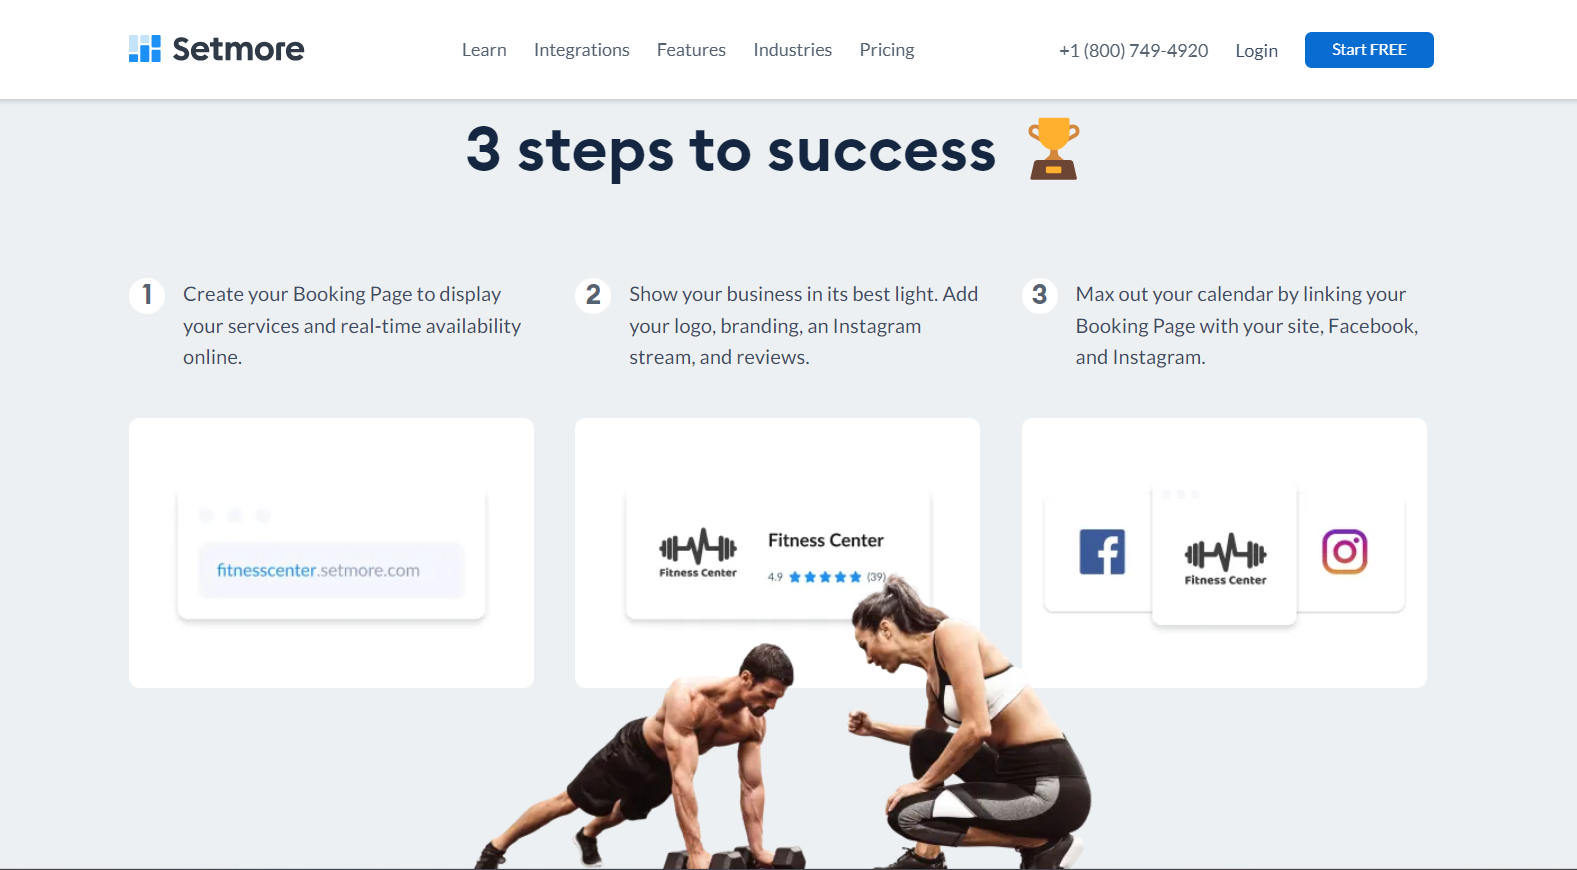 Setmore
Learn
Integrations
Features
Industries
Pricing
+1 (800) 749-4920
Login
Start FREE
3 steps to success
1
Create your Booking Page to display
your services and real-time availability
online.
2
Show your business in its best light. Add
your logo, branding, an Instagram
stream, and reviews.
3
Max out your calendar by linking your
Booking Page with your site, Facebook,
and Instagram.
fitnesscenter.setmore.com
Fitness Center
Fitness Center
4.9
(39)
Fitness Center